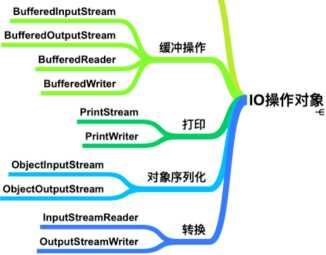 BufferedInputStream
BufferedOutputStream
BufferedReader
BufferedWriter
缓冲操作
PrintStream
PrintWriter
打印
ObjectInputStream
ObjectOutputStream
对象序列化
InputStreamReader
OutputStreamWriter
转换
IO操作对象